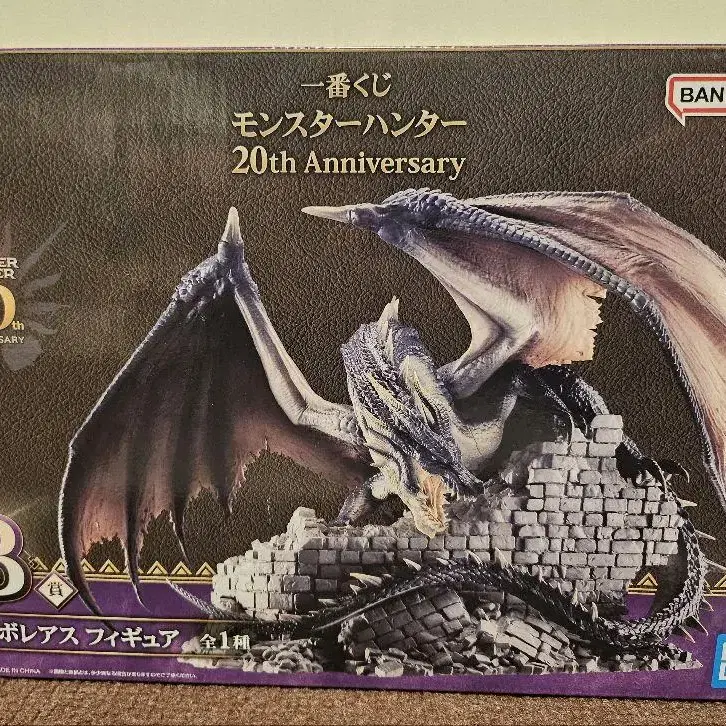 一番くじ
モンスターハンター
20th Anniversary
BAN
th
B
賞
ボレアス フィギュア 全1種